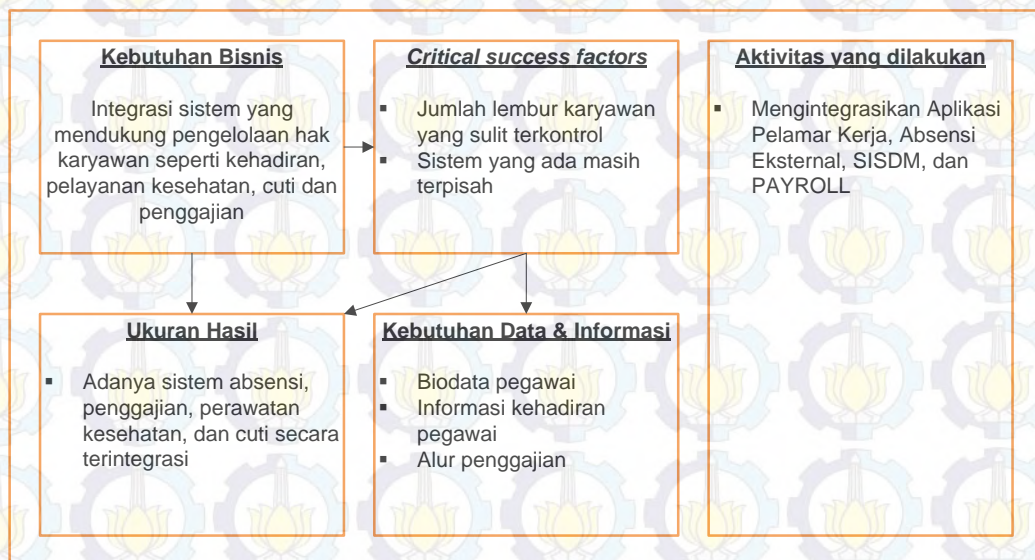 Kebutuhan Bisnis
Integrasi sistem yang
mendukung pengelolaan hak
karyawan seperti kehadiran,
pelayanan kesehatan, cuti dan
penggajian
Critical success factors
▪ Jumlah lembur karyawan
yang sulit terkontrol
▪ Sistem yang ada masih
terpisah
Aktivitas yang dilakukan
▪ Mengintegrasikan Aplikasi
Pelamar Kerja, Absensi
Eksternal, SISDM, dan
PAYROLL
Ukuran Hasil
▪ Adanya sistem absensi,
penggajian, perawatan
kesehatan, dan cuti secara
terintegrasi
Kebutuhan Data & Informasi
▪ Biodata pegawai
▪ Informasi kehadiran
pegawai
▪ Alur penggajian